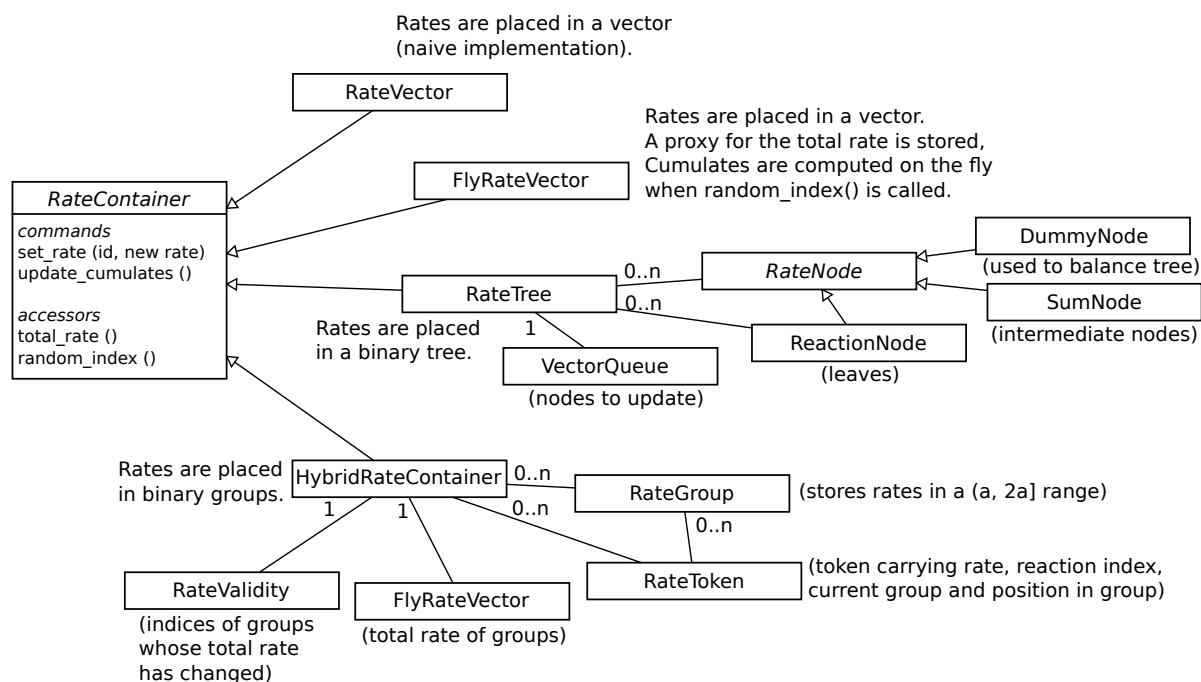 Rates are placed in a vector
(naive implementation).
RateVector
Rates are placed in a vector.
A proxy for the total rate is stored,
Cumulates are computed on the fly
when random_index() is called.
FlyRateVector
RateContainer
commands
set_rate (id, new rate)
update_cumulates ()
accessors
total_rate ()
random_index ()
RateTree
0..n
0..n
1
Rates are placed
in a binary tree.
RateNode
DummyNode
(used to balance tree)
SumNode
(intermediate nodes)
ReactionNode
(leaves)
VectorQueue
(nodes to update)
Rates are placed
in binary groups.
HybridRateContainer
0..n
0..n
1
1
RateGroup
(stores rates in a (a, 2a] range)
0..n
RateToken
(token carrying rate, reaction index,
current group and position in group)
RateValidity
(indices of groups
whose total rate
has changed)
FlyRateVector
(total rate of groups)